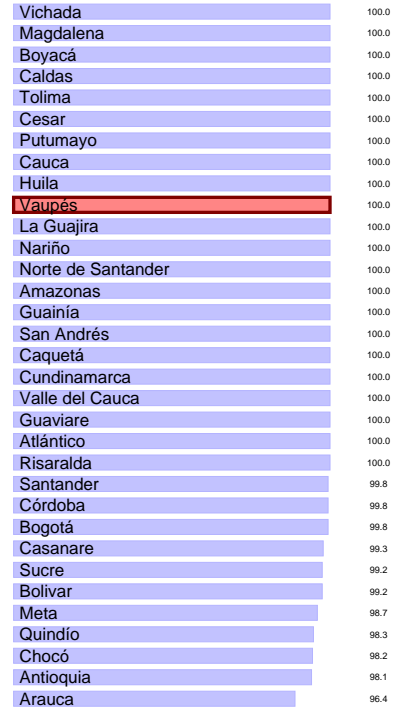 Vichada 100.0
Magdalena 100.0
Boyacá 100.0
Caldas 100.0
Tolima 100.0
Cesar 100.0
Putumayo 100.0
Cauca 100.0
Huila 100.0
Vaupés 100.0
La Guajira 100.0
Nariño 100.0
Norte de Santander 100.0
Amazonas 100.0
Guainía 100.0
San Andrés 100.0
Caquetá 100.0
Cundinamarca 100.0
Valle del Cauca 100.0
Guaviare 100.0
Atlántico 100.0
Risaralda 100.0
Santander 99.8
Córdoba 99.8
Bogotá 99.8
Casanare 99.3
Sucre 99.2
Bolivar 99.2
Meta 98.7
Quindío 98.3
Chocó 98.2
Antioquia 98.1
Arauca 96.4